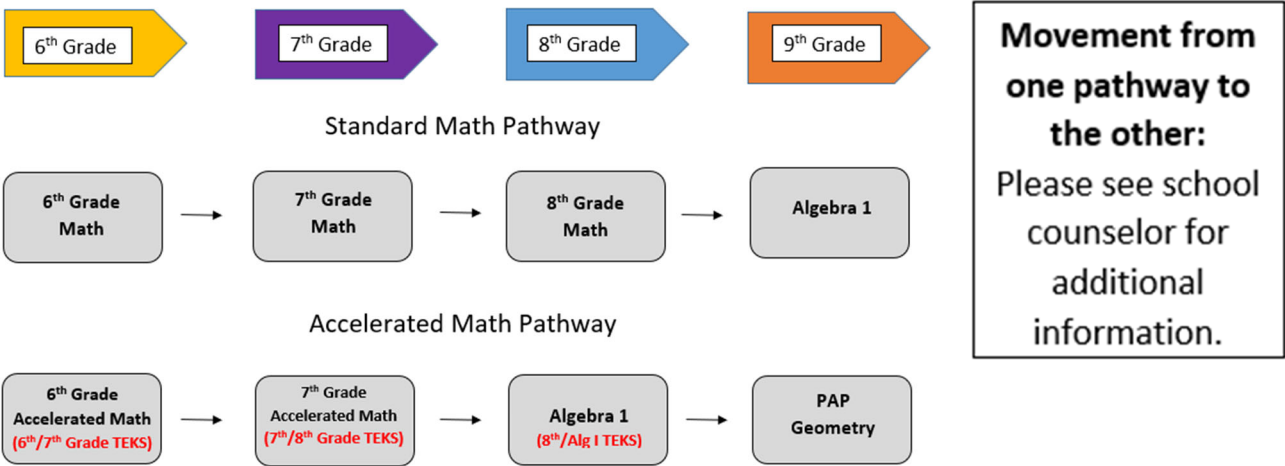 6th Grade
7th Grade
8th Grade
9th Grade
Standard Math Pathway
6th Grade
Math
7th Grade
Math
8th Grade
Math
Algebra 1
Accelerated Math Pathway
6th Grade
Accelerated Math
(6th/7th Grade TEKS)
7th Grade
Accelerated Math
(7th/8th Grade TEKS)
Algebra 1
(8th/Alg I TEKS)
PAP
Geometry
Movement from
one pathway to
the other:
Please see school
counselor for
additional
information.